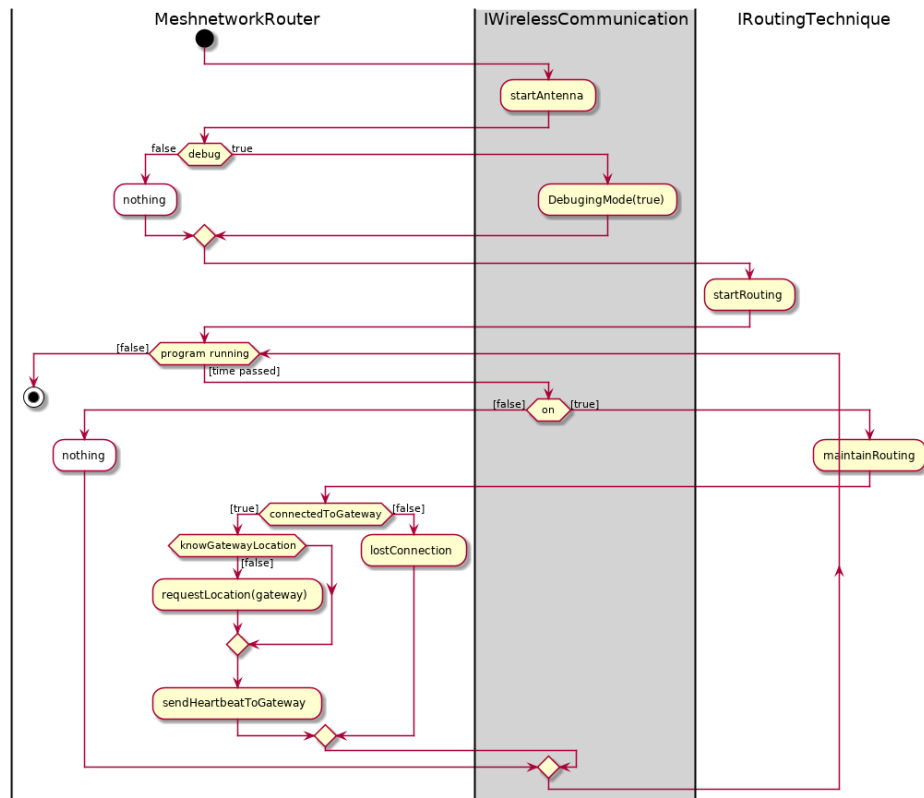 MeshnetworkRouter
IWirelessCommunication
IRoutingTechnique
startAntenna
false
debug
true
nothing
DebugingMode(true)
startRouting
[false]
program running
[time passed]
[false]
on
[true]
nothing
maintainRouting
[true]
connectedToGateway
[false]
knowGatewayLocation
lostConnection
[false]
requestLocation(gateway)
sendHeartbeatToGateway